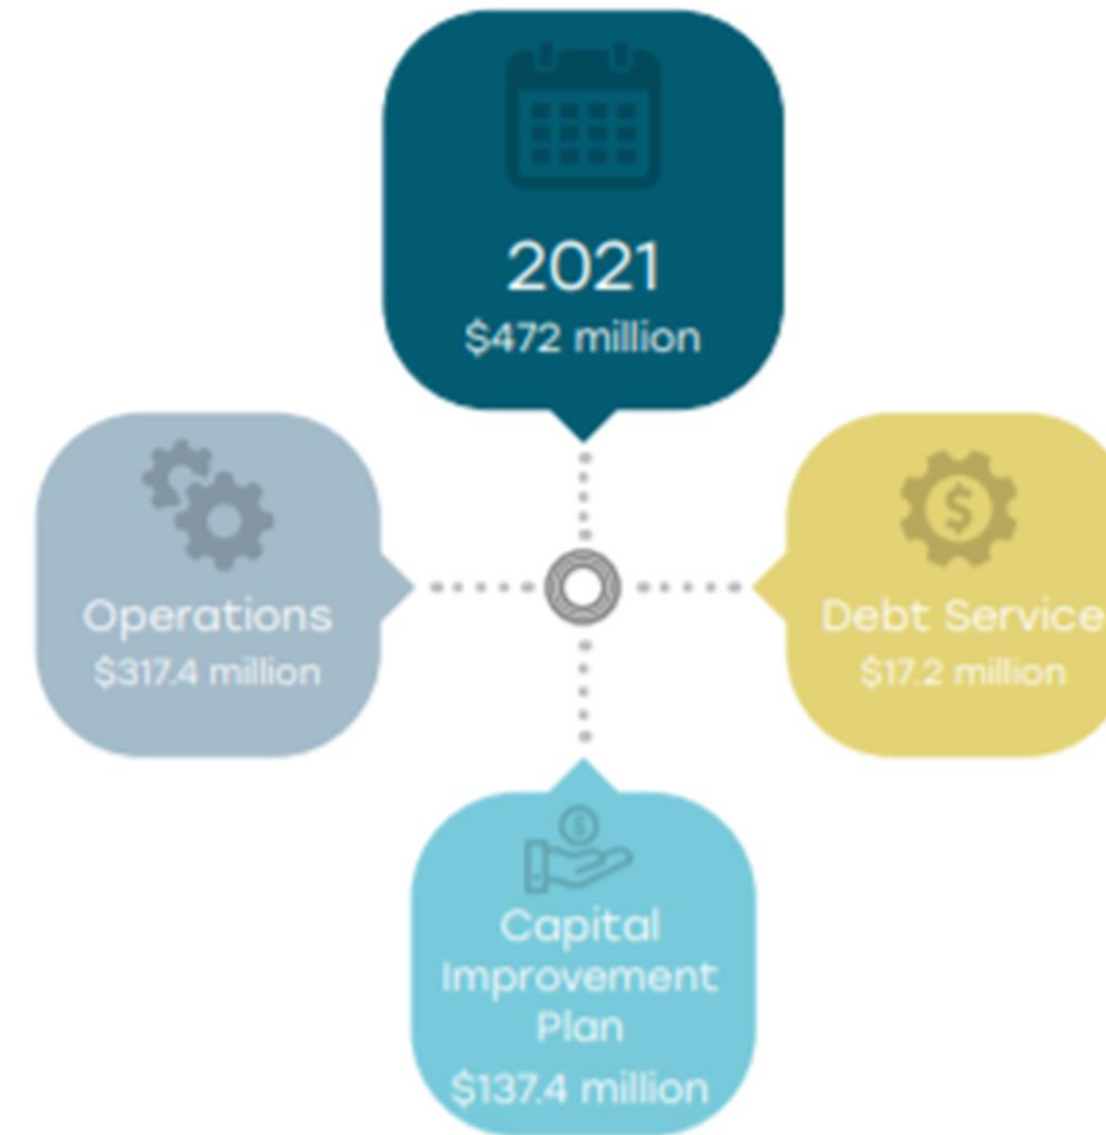 2021
$472 million
Operations
$317.4 million
Debt Service
$17.2 million
Capital
Improvement
Plan
$137.4 million